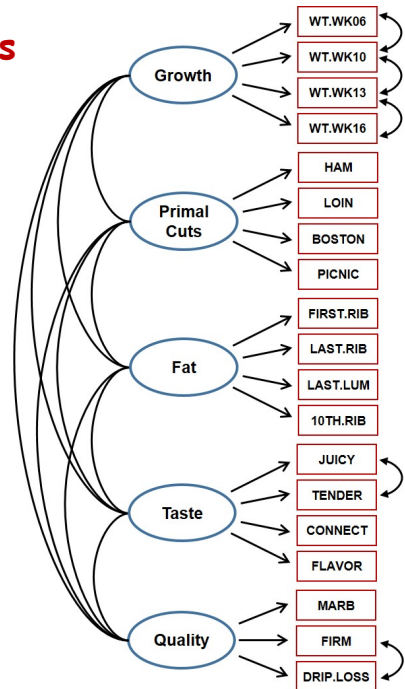 s
WT.WK06
WT.WK10
Growth
WT.WK13
WT.WK16
HAM
LOIN
Primal
Cuts
BOSTON
PICNIC
FIRST.RIB
LAST.RIB
Fat
LAST.LUM
10TH.RIB
JUICY
TENDER
Taste
CONNECT
FLAVOR
MARB
Quality
FIRM
DRIP.LOSS